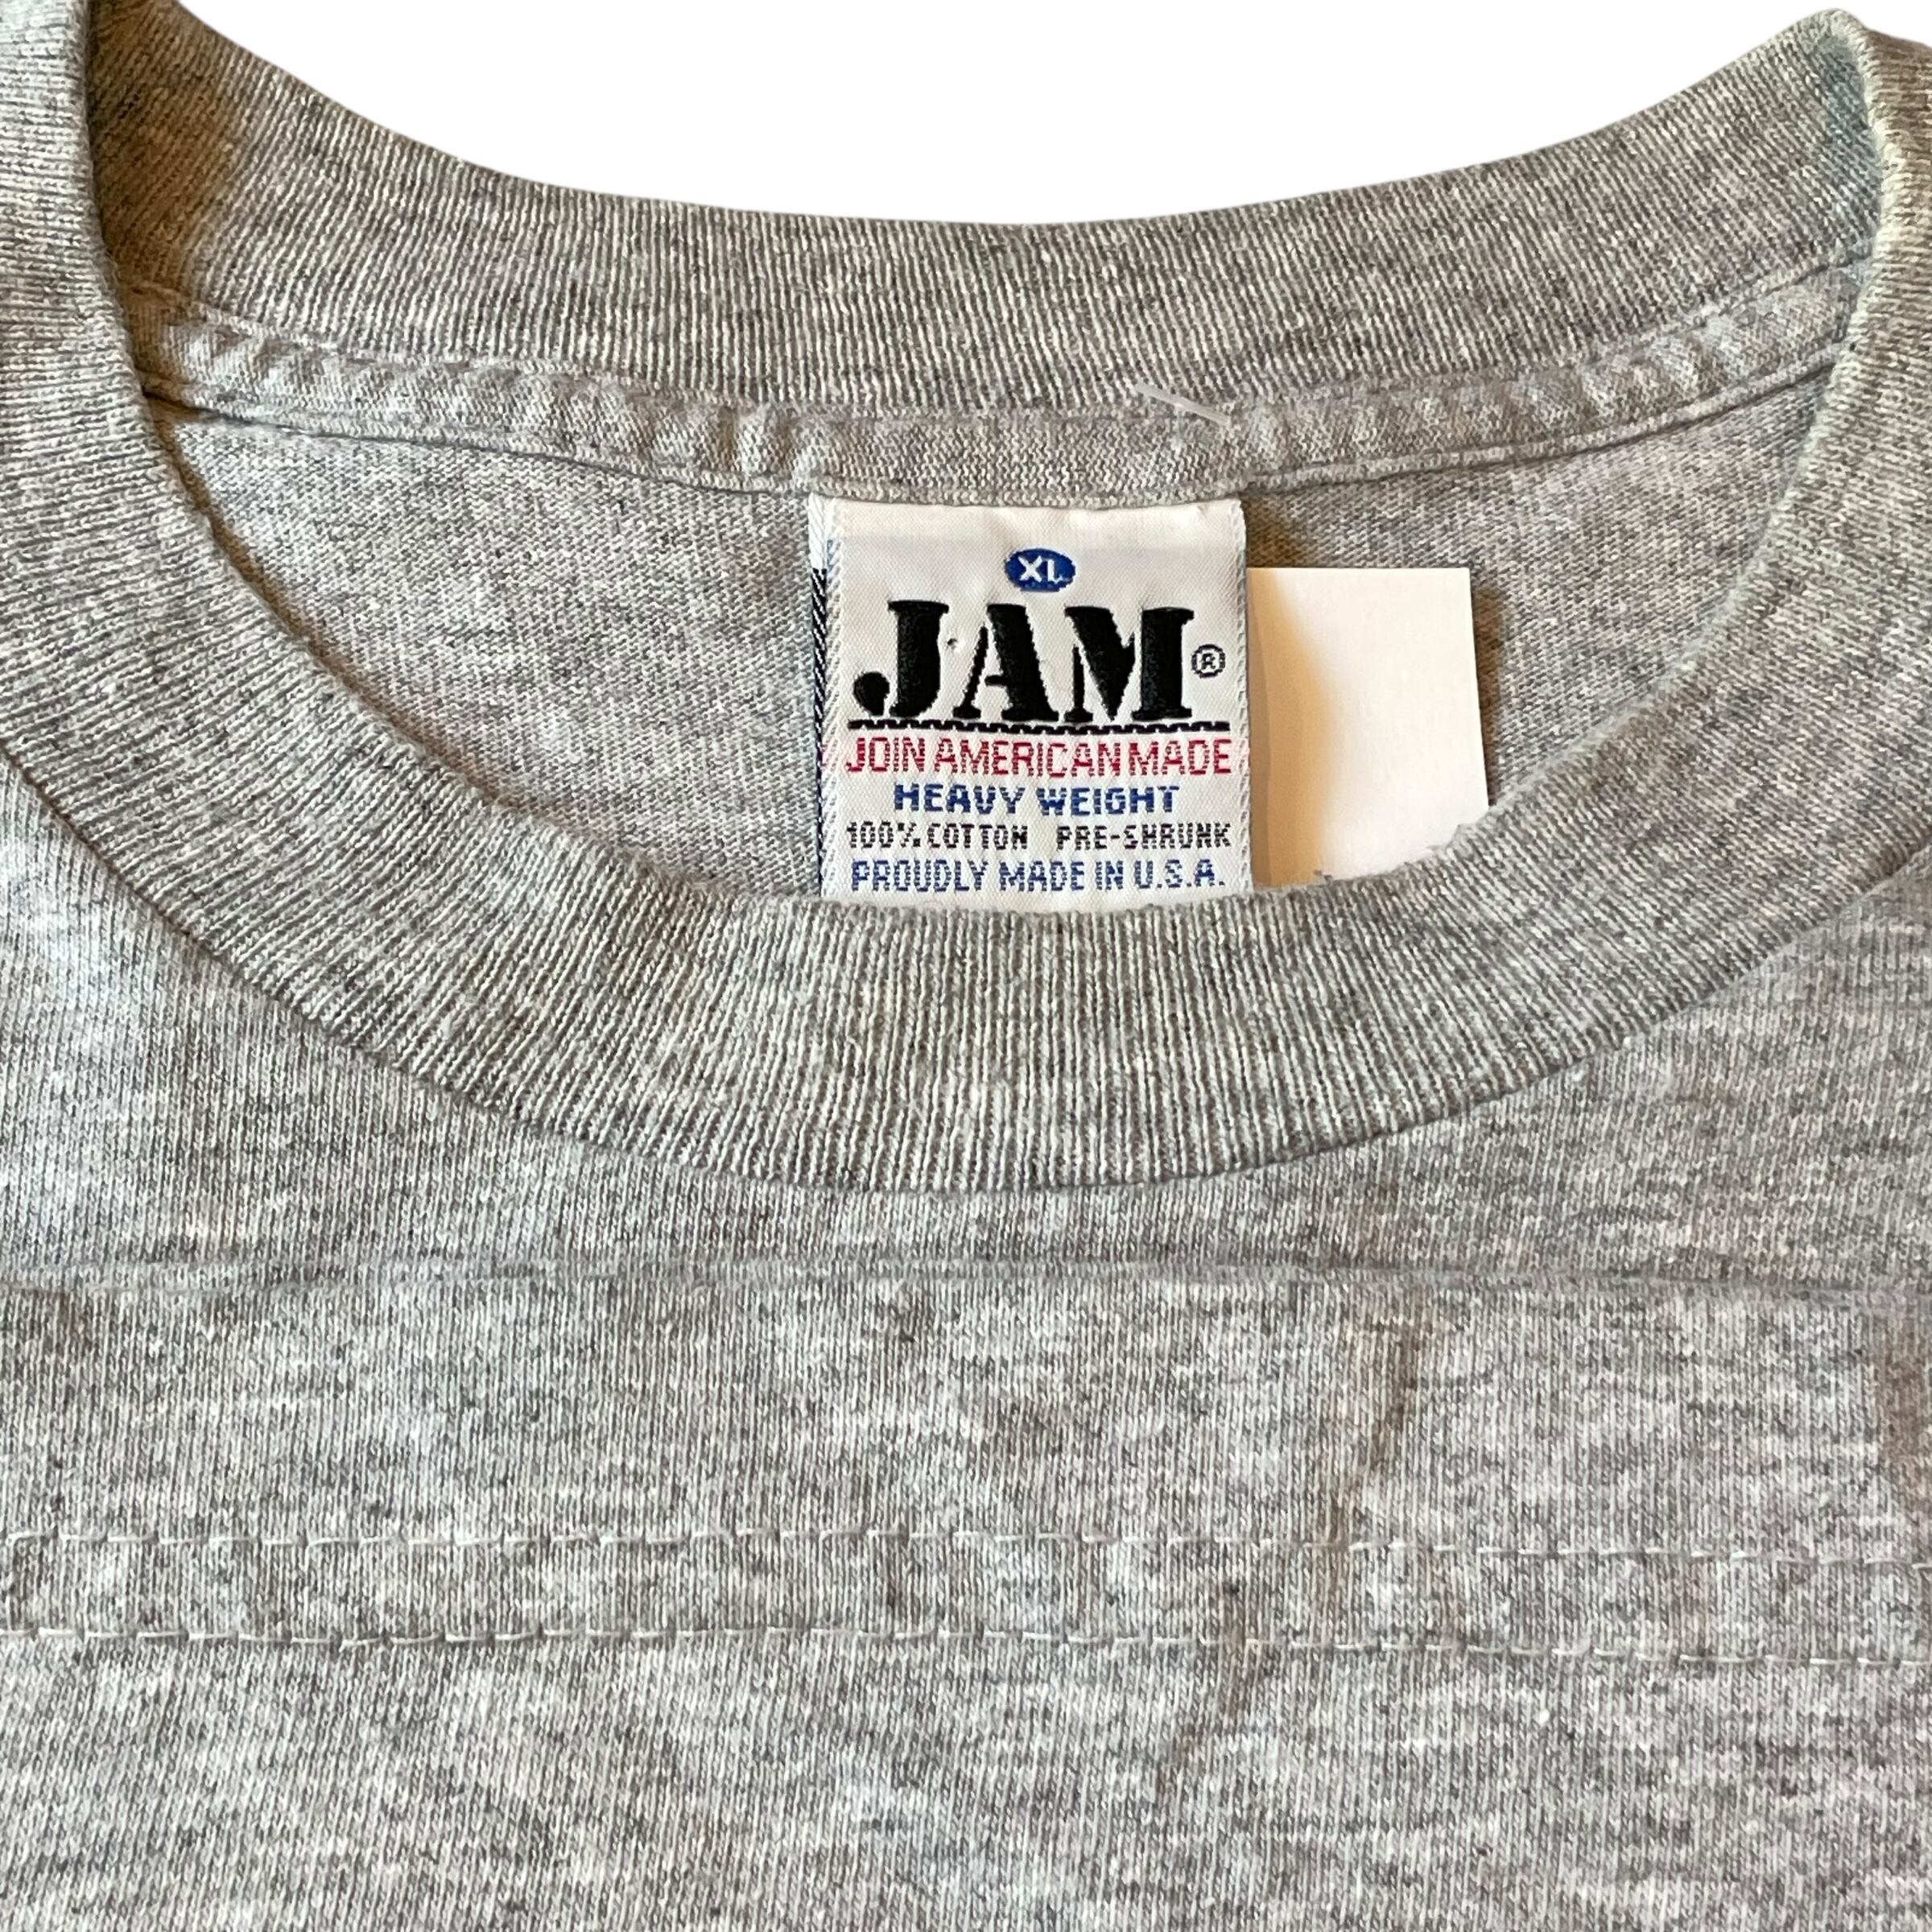 XL
JAM®
JOIN AMERICAN MADE
HEAVY WEIGHT
100% COTTON PRE-SHRUNK
PROUDLY MADE IN U.S.A.